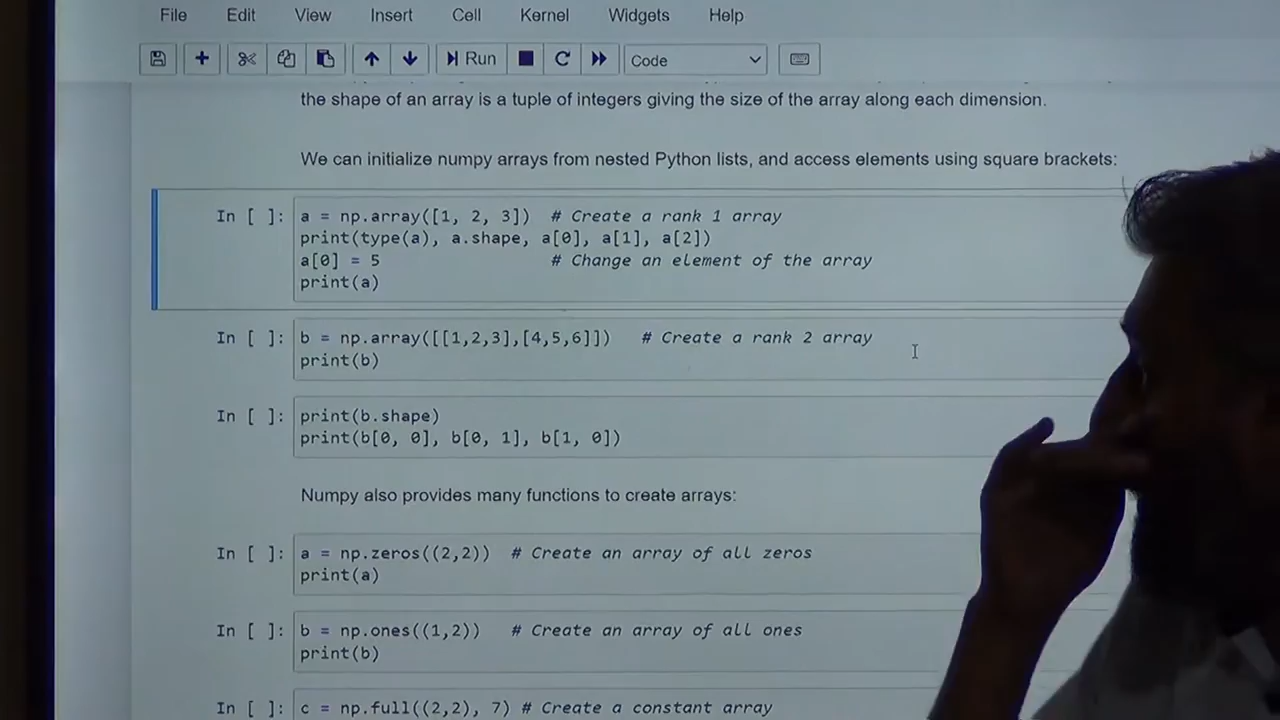 File Edit View Insert Cell Kernel Widgets Help
Run Code
the shape of an array is a tuple of integers giving the size of the array along each dimension.
We can initialize numpy arrays from nested Python lists, and access elements using square brackets:
In [ ]: a = np.array([1, 2, 3])  # Create a rank 1 array
print(type(a), a.shape, a[0], a[1], a[2])
a[0] = 5                 # Change an element of the array
print(a)
In [ ]: b = np.array([[1,2,3],[4,5,6]])   # Create a rank 2 array
print(b)
In [ ]: print(b.shape)
print(b[0, 0], b[0, 1], b[1, 0])
Numpy also provides many functions to create arrays:
In [ ]: a = np.zeros((2,2))  # Create an array of all zeros
print(a)
In [ ]: b = np.ones((1,2))   # Create an array of all ones
print(b)
In [ ]: c = np.full((2,2), 7) # Create a constant array